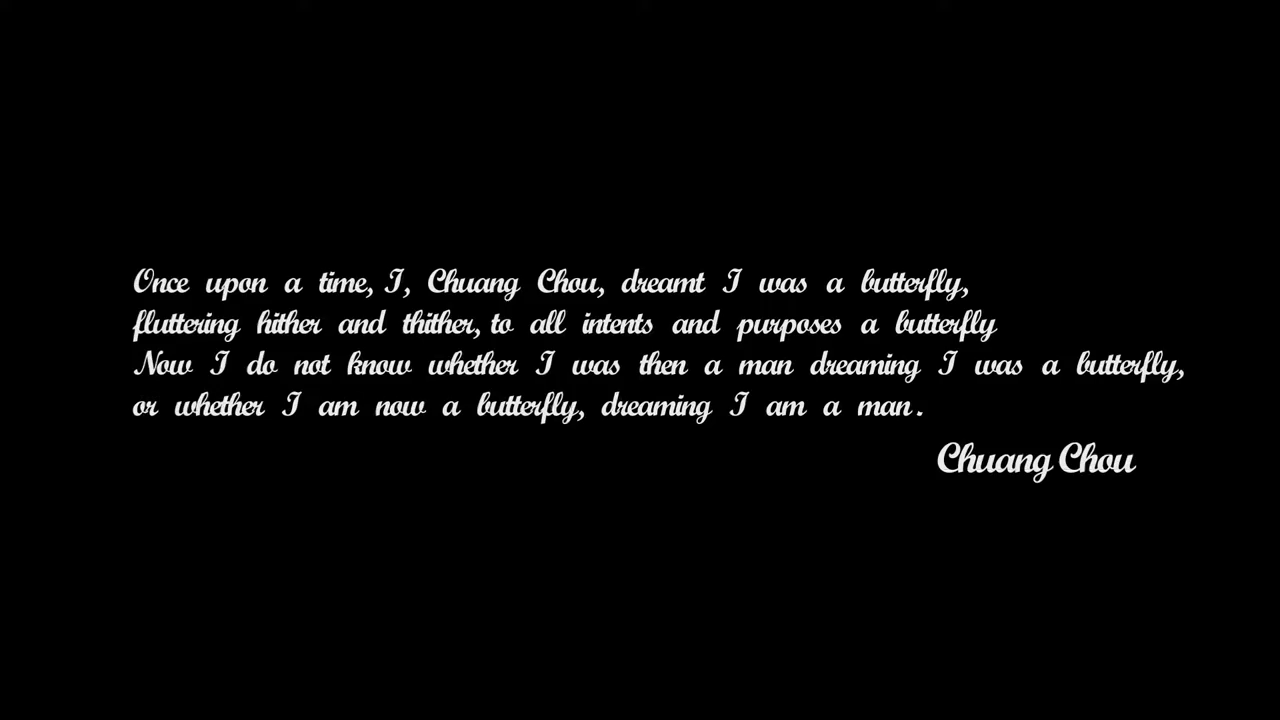 Once upon a time, I, Chuang Chou, dreamt I was a butterfly,
fluttering hither and thither, to all intents and purposes a butterfly
Now I do not know whether I was then a man dreaming I was a butterfly,
or whether I am now a butterfly, dreaming I am a man.
Chuang Chou